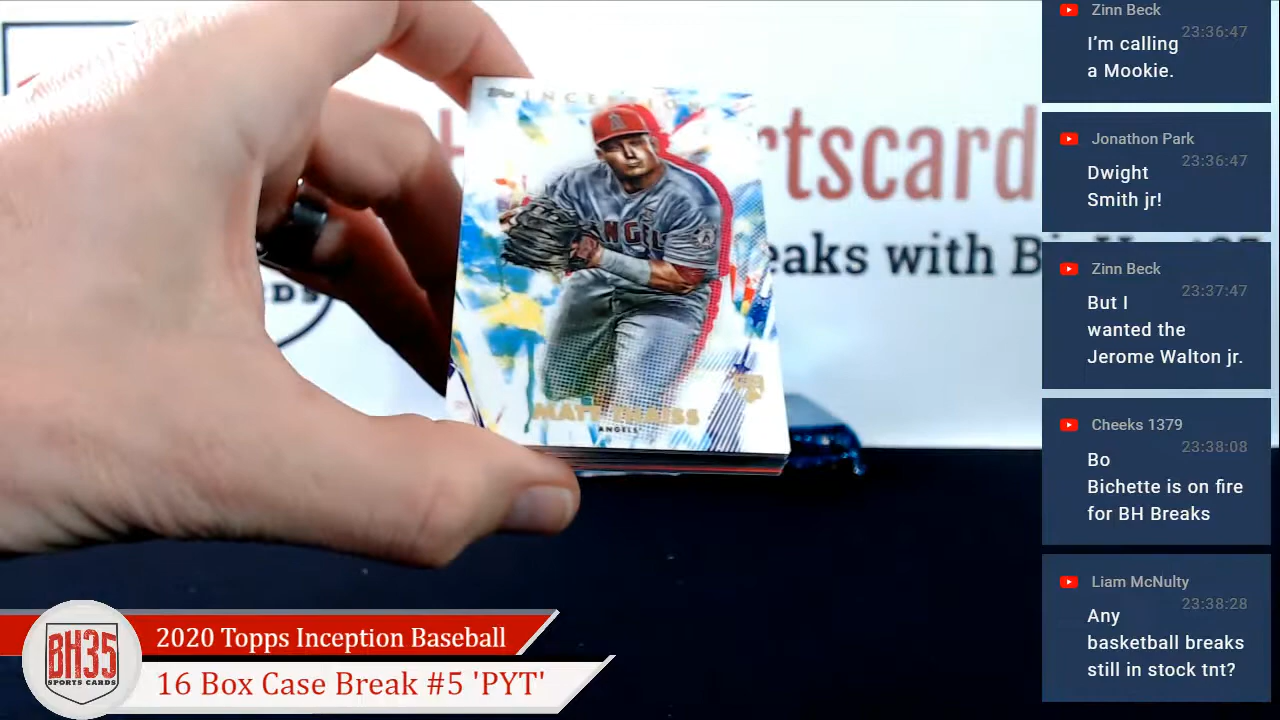 Topps INCEPTION
ANGEL
MATT THAISS
ANGELS
rtscard
eaks with B
RDS
BH35
SPORTS CARDS
2020 Topps Inception Baseball
16 Box Case Break #5 'PYT'
Zinn Beck
23:36:47
I'm calling
a Mookie.
Jonathon Park
23:36:47
Dwight
Smith jr!
Zinn Beck
23:37:47
But I
wanted the
Jerome Walton jr.
Cheeks 1379
23:38:08
Bo
Bichette is on fire
for BH Breaks
Liam McNulty
23:38:28
Any
basketball breaks
still in stock tnt?